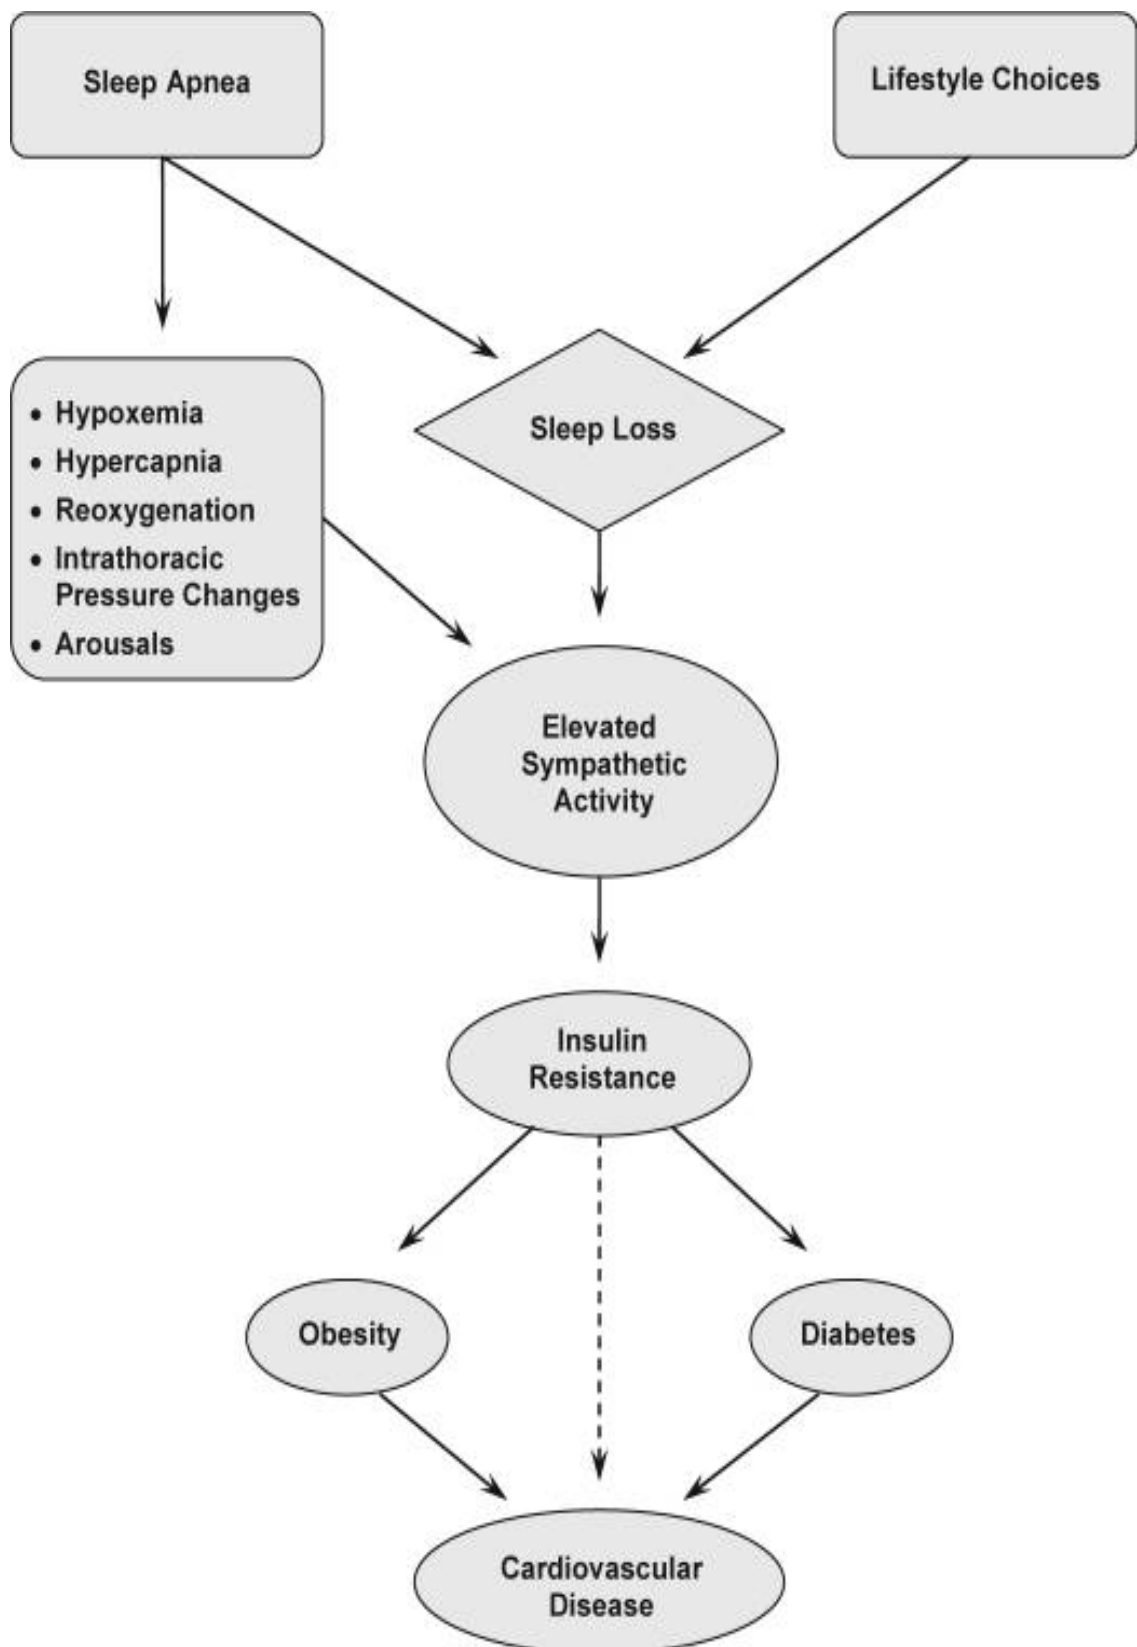 Sleep Apnea
Lifestyle Choices
• Hypoxemia
• Hypercapnia
• Reoxygenation
• Intrathoracic
Pressure Changes
• Arousals
Sleep Loss
Elevated
Sympathetic
Activity
Insulin
Resistance
Obesity
Diabetes
Cardiovascular
Disease